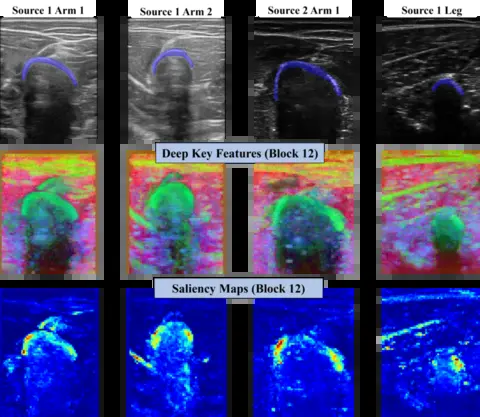 Source 1 Arm 1
Source 1 Arm 2
Source 2 Arm 1
Source 1 Leg
Deep Key Features (Block 12)
Saliency Maps (Block 12)